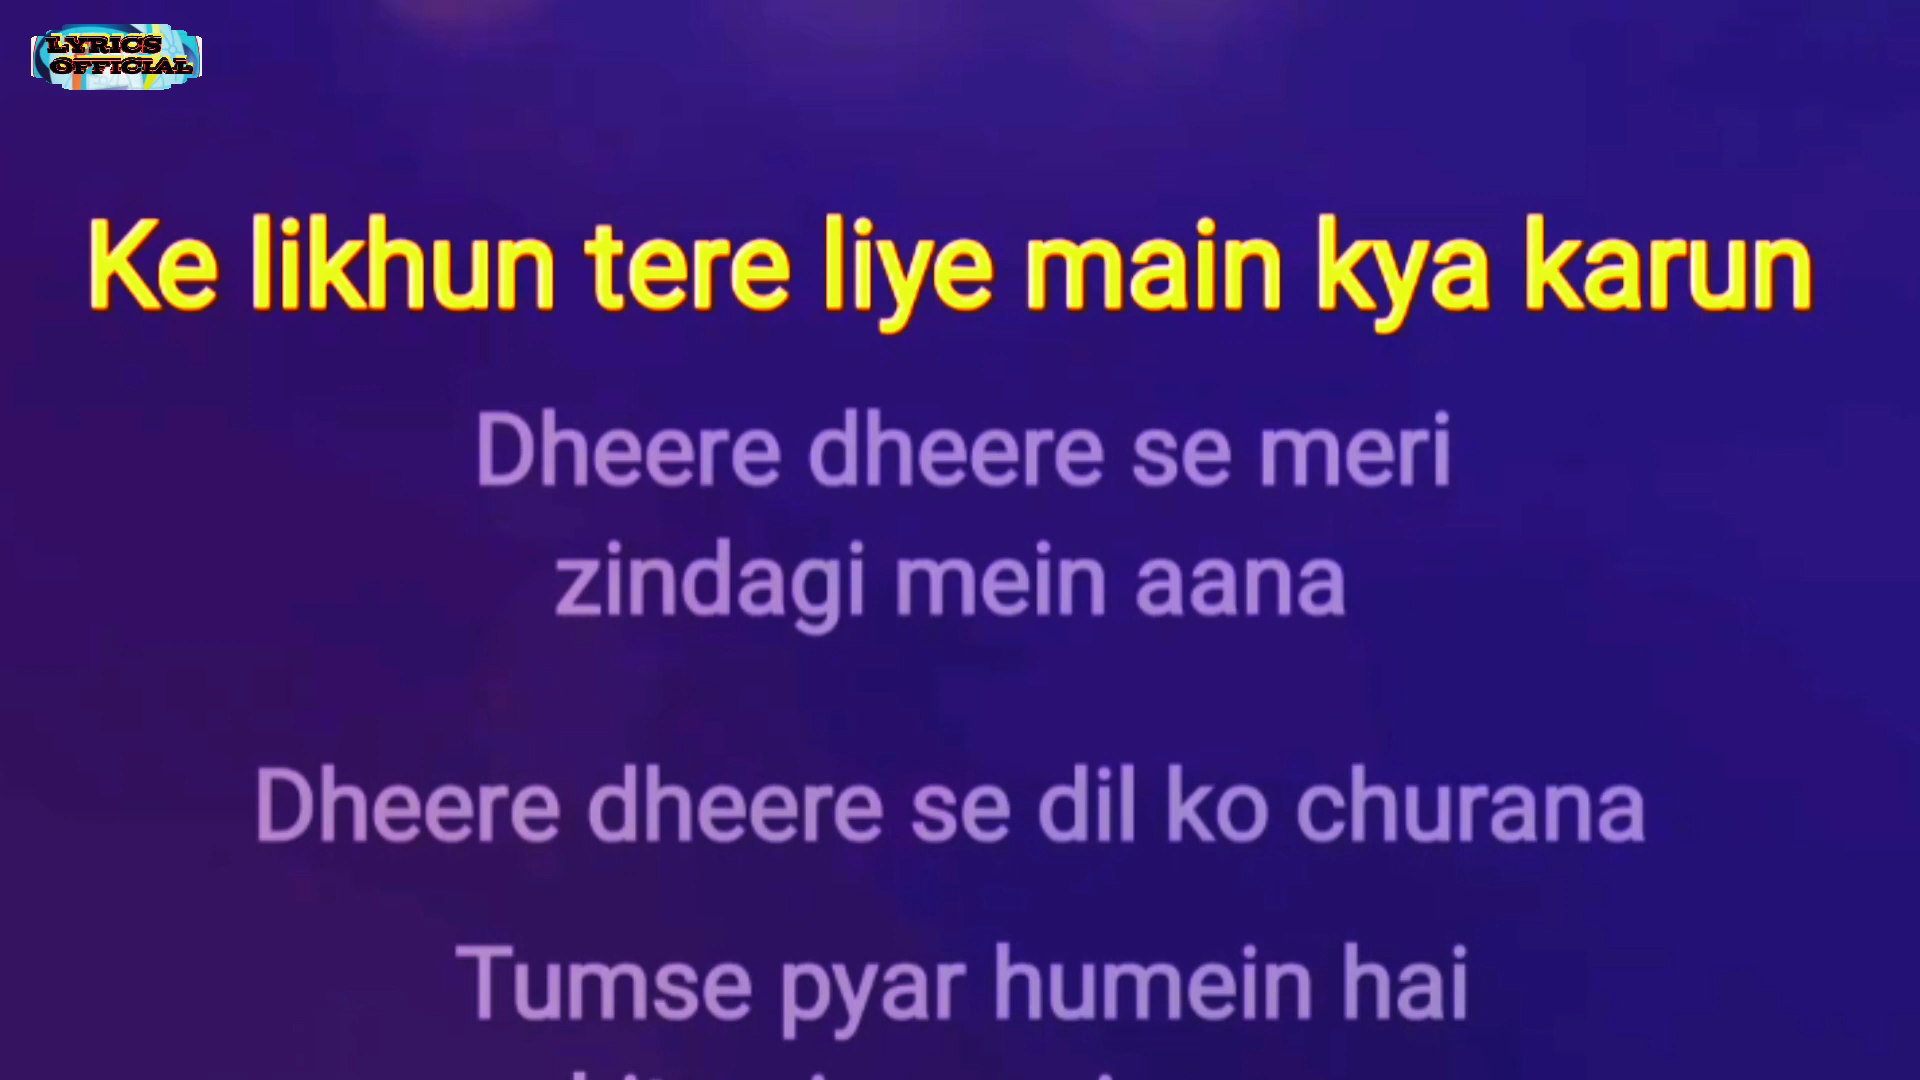 LYRICS
OFFICIAL
Ke likhun tere liye main kya karun
Dheere dheere se meri
zindagi mein aana
Dheere dheere se dil ko churana
Tumse pyar humein hai